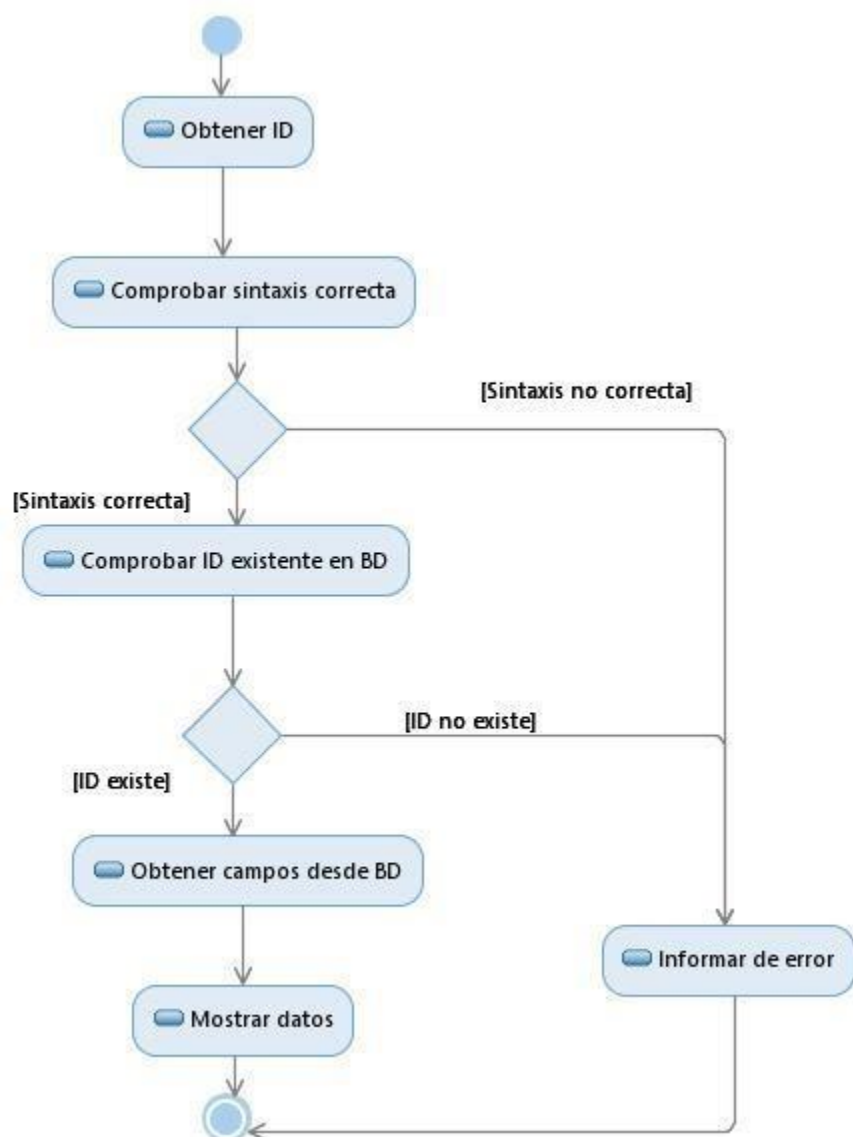 Obtener ID
Comprobar sintaxis correcta
[Sintaxis no correcta]
[Sintaxis correcta]
Comprobar ID existente en BD
[ID no existe]
[ID existe]
Obtener campos desde BD
Informar de error
Mostrar datos